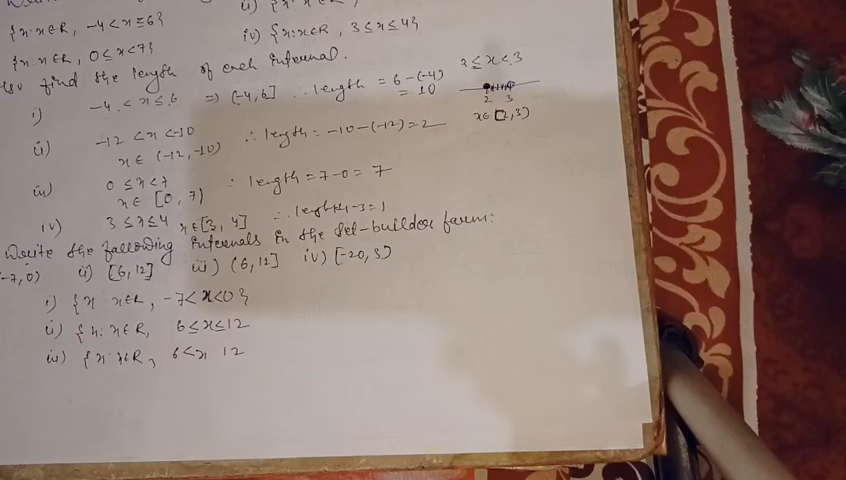 {x: x∈R, -4<x≤6}
{x: x∈R, 0≤x<7}
iv) {x: x∈R, 3≤x≤4}
find the length of each interval.
i) -4 < x ≤ 6 ⇒ (-4, 6] ∴ length = 6-(-4)
= 10
2 ≤ x < 3
2 3
x∈ [2, 3)
ii) -12 < x < -10
x ∈ (-12, -10) ∴ length = -10-(-12) = 2
iii) 0 ≤ x < 7
x ∈ [0, 7) ∴ length = 7-0 = 7
iv) 3 ≤ x ≤ 4 x∈[3, 4]
Write the following intervals in the set-builder form:
-7, 0) ii) [6, 12] iii) (6, 12] iv) [-20, 3)
i) {x x∈R, -7< x<0}
ii) {x: x∈R, 6≤x≤12
iii) {x: x∈R, 6<x 12